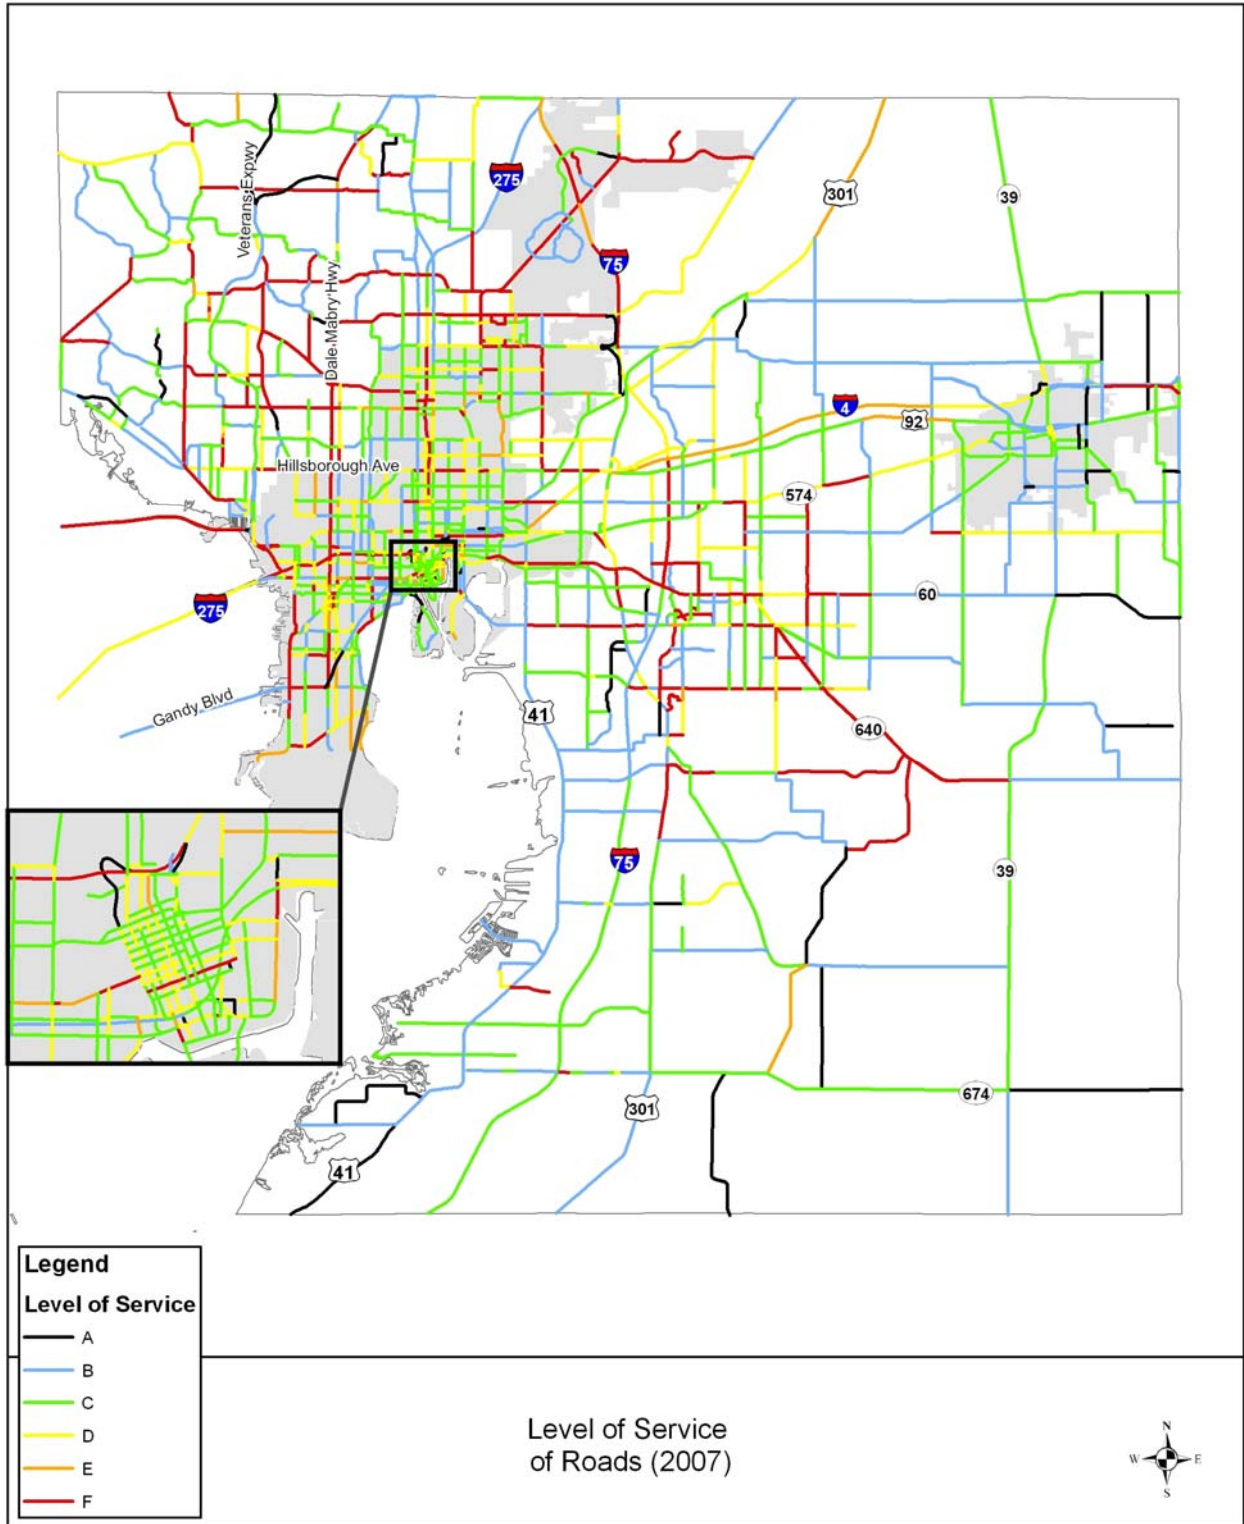 275
Veterans Expwy
301
39
75
Dale Mabry Hwy
4
92
Hillsborough Ave
574
60
275
Gandy Blvd
41
640
75
39
674
301
41
Legend
Level of Service
A
B
C
D
E
F
Level of Service
of Roads (2007)
N
W E
S